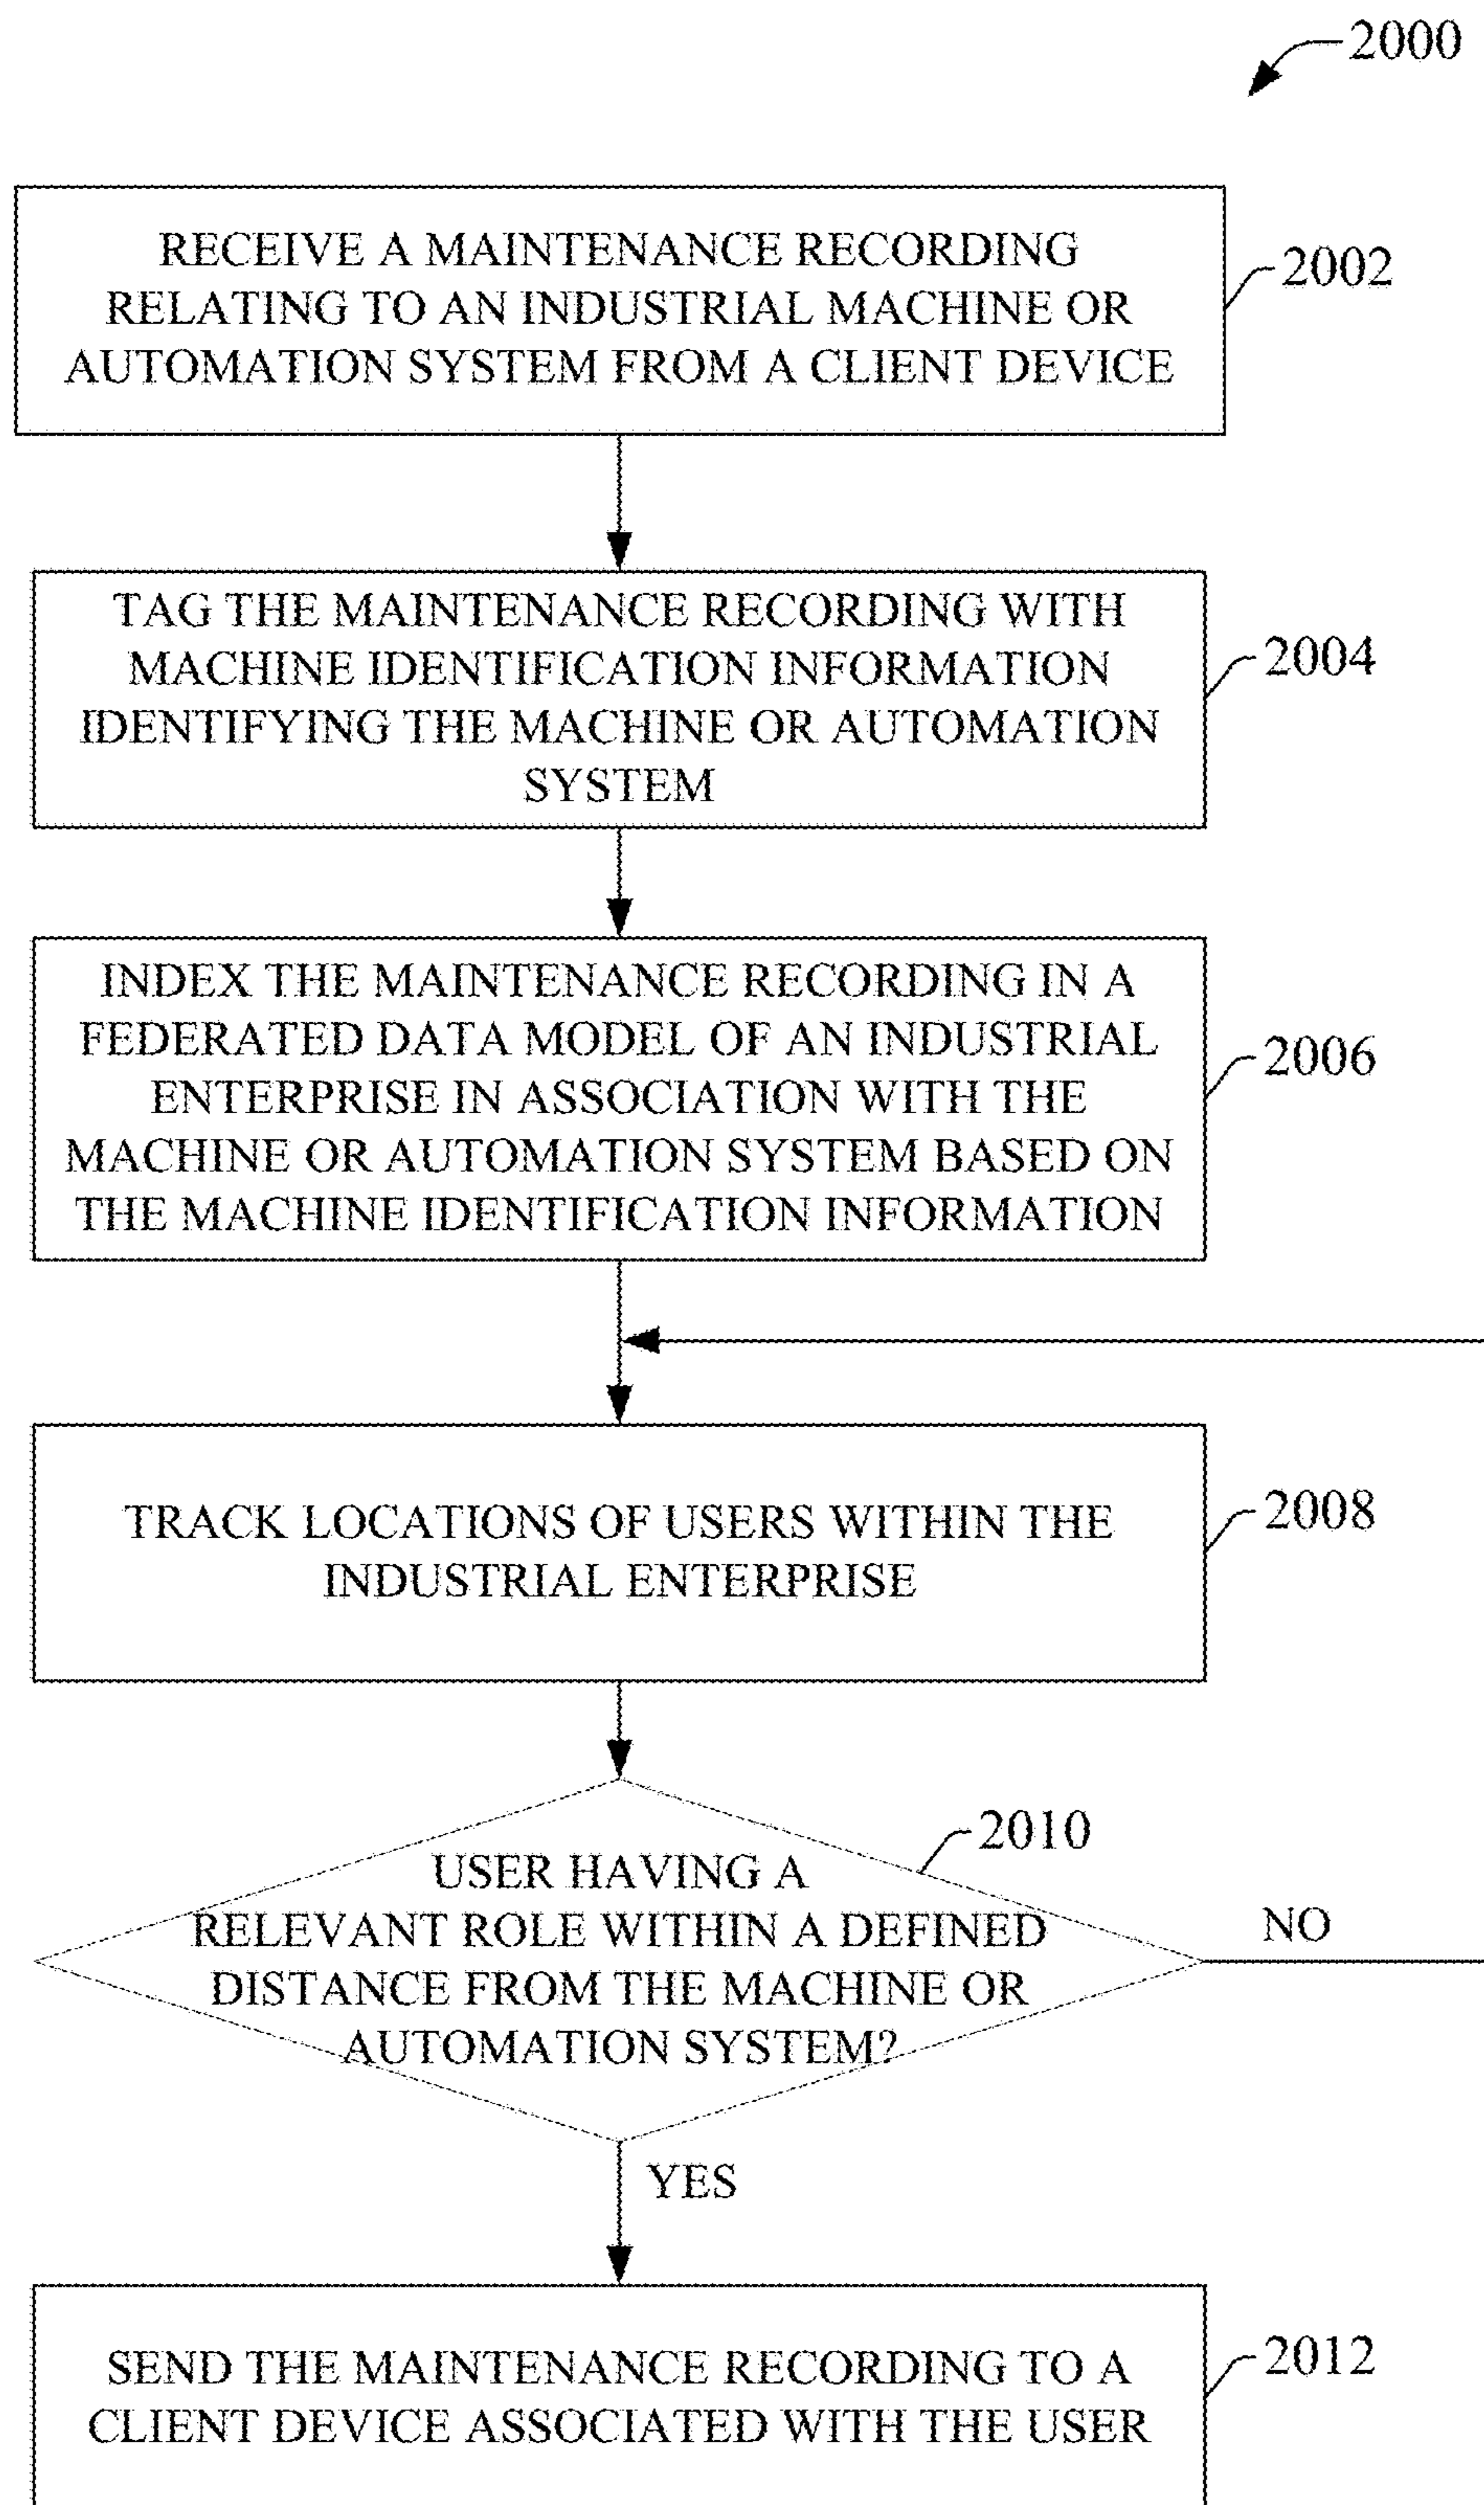 2000
RECEIVE A MAINTENANCE RECORDING
RELATING TO AN INDUSTRIAL MACHINE OR
AUTOMATION SYSTEM FROM A CLIENT DEVICE
2002
TAG THE MAINTENANCE RECORDING WITH
MACHINE IDENTIFICATION INFORMATION
IDENTIFYING THE MACHINE OR AUTOMATION
SYSTEM
2004
INDEX THE MAINTENANCE RECORDING IN A
FEDERATED DATA MODEL OF AN INDUSTRIAL
ENTERPRISE IN ASSOCIATION WITH THE
MACHINE OR AUTOMATION SYSTEM BASED ON
THE MACHINE IDENTIFICATION INFORMATION
2006
TRACK LOCATIONS OF USERS WITHIN THE
INDUSTRIAL ENTERPRISE
2008
2010
USER HAVING A
RELEVANT ROLE WITHIN A DEFINED
DISTANCE FROM THE MACHINE OR
AUTOMATION SYSTEM?
NO
YES
SEND THE MAINTENANCE RECORDING TO A
CLIENT DEVICE ASSOCIATED WITH THE USER
2012